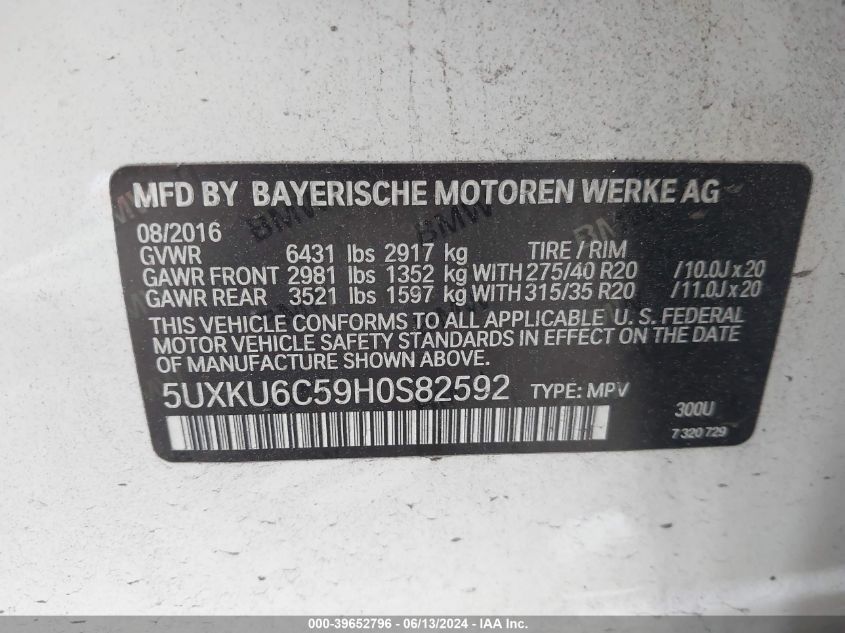 MFD BY BAYERISCHE MOTOREN WERKE AG
08/2016
GVWR 6431 lbs 2917 kg TIRE / RIM
GAWR FRONT 2981 lbs 1352 kg WITH 275/40 R20 /10.0J x 20
GAWR REAR 3521 lbs 1597 kg WITH 315/35 R20 /11.0J x 20
THIS VEHICLE CONFORMS TO ALL APPLICABLE U. S. FEDERAL
MOTOR VEHICLE SAFETY STANDARDS IN EFFECT ON THE DATE
OF MANUFACTURE SHOWN ABOVE.
5UXKU6C59H0S82592 TYPE: MPV
300U
7 320 729
000-39652796 - 06/13/2024 - IAAI.com